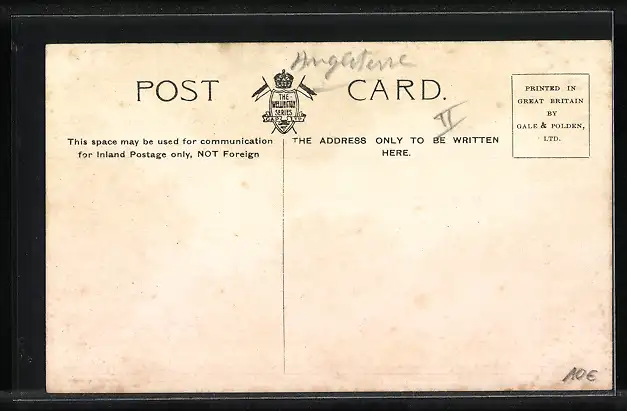 Angleterre
POST CARD.
THE
WELLINGTON
SERIES
II
PRINTED IN
GREAT BRITAIN
BY
GALE & POLDEN,
LTD.
This space may be used for communication
for Inland Postage only, NOT Foreign
THE ADDRESS ONLY TO BE WRITTEN
HERE.
10€